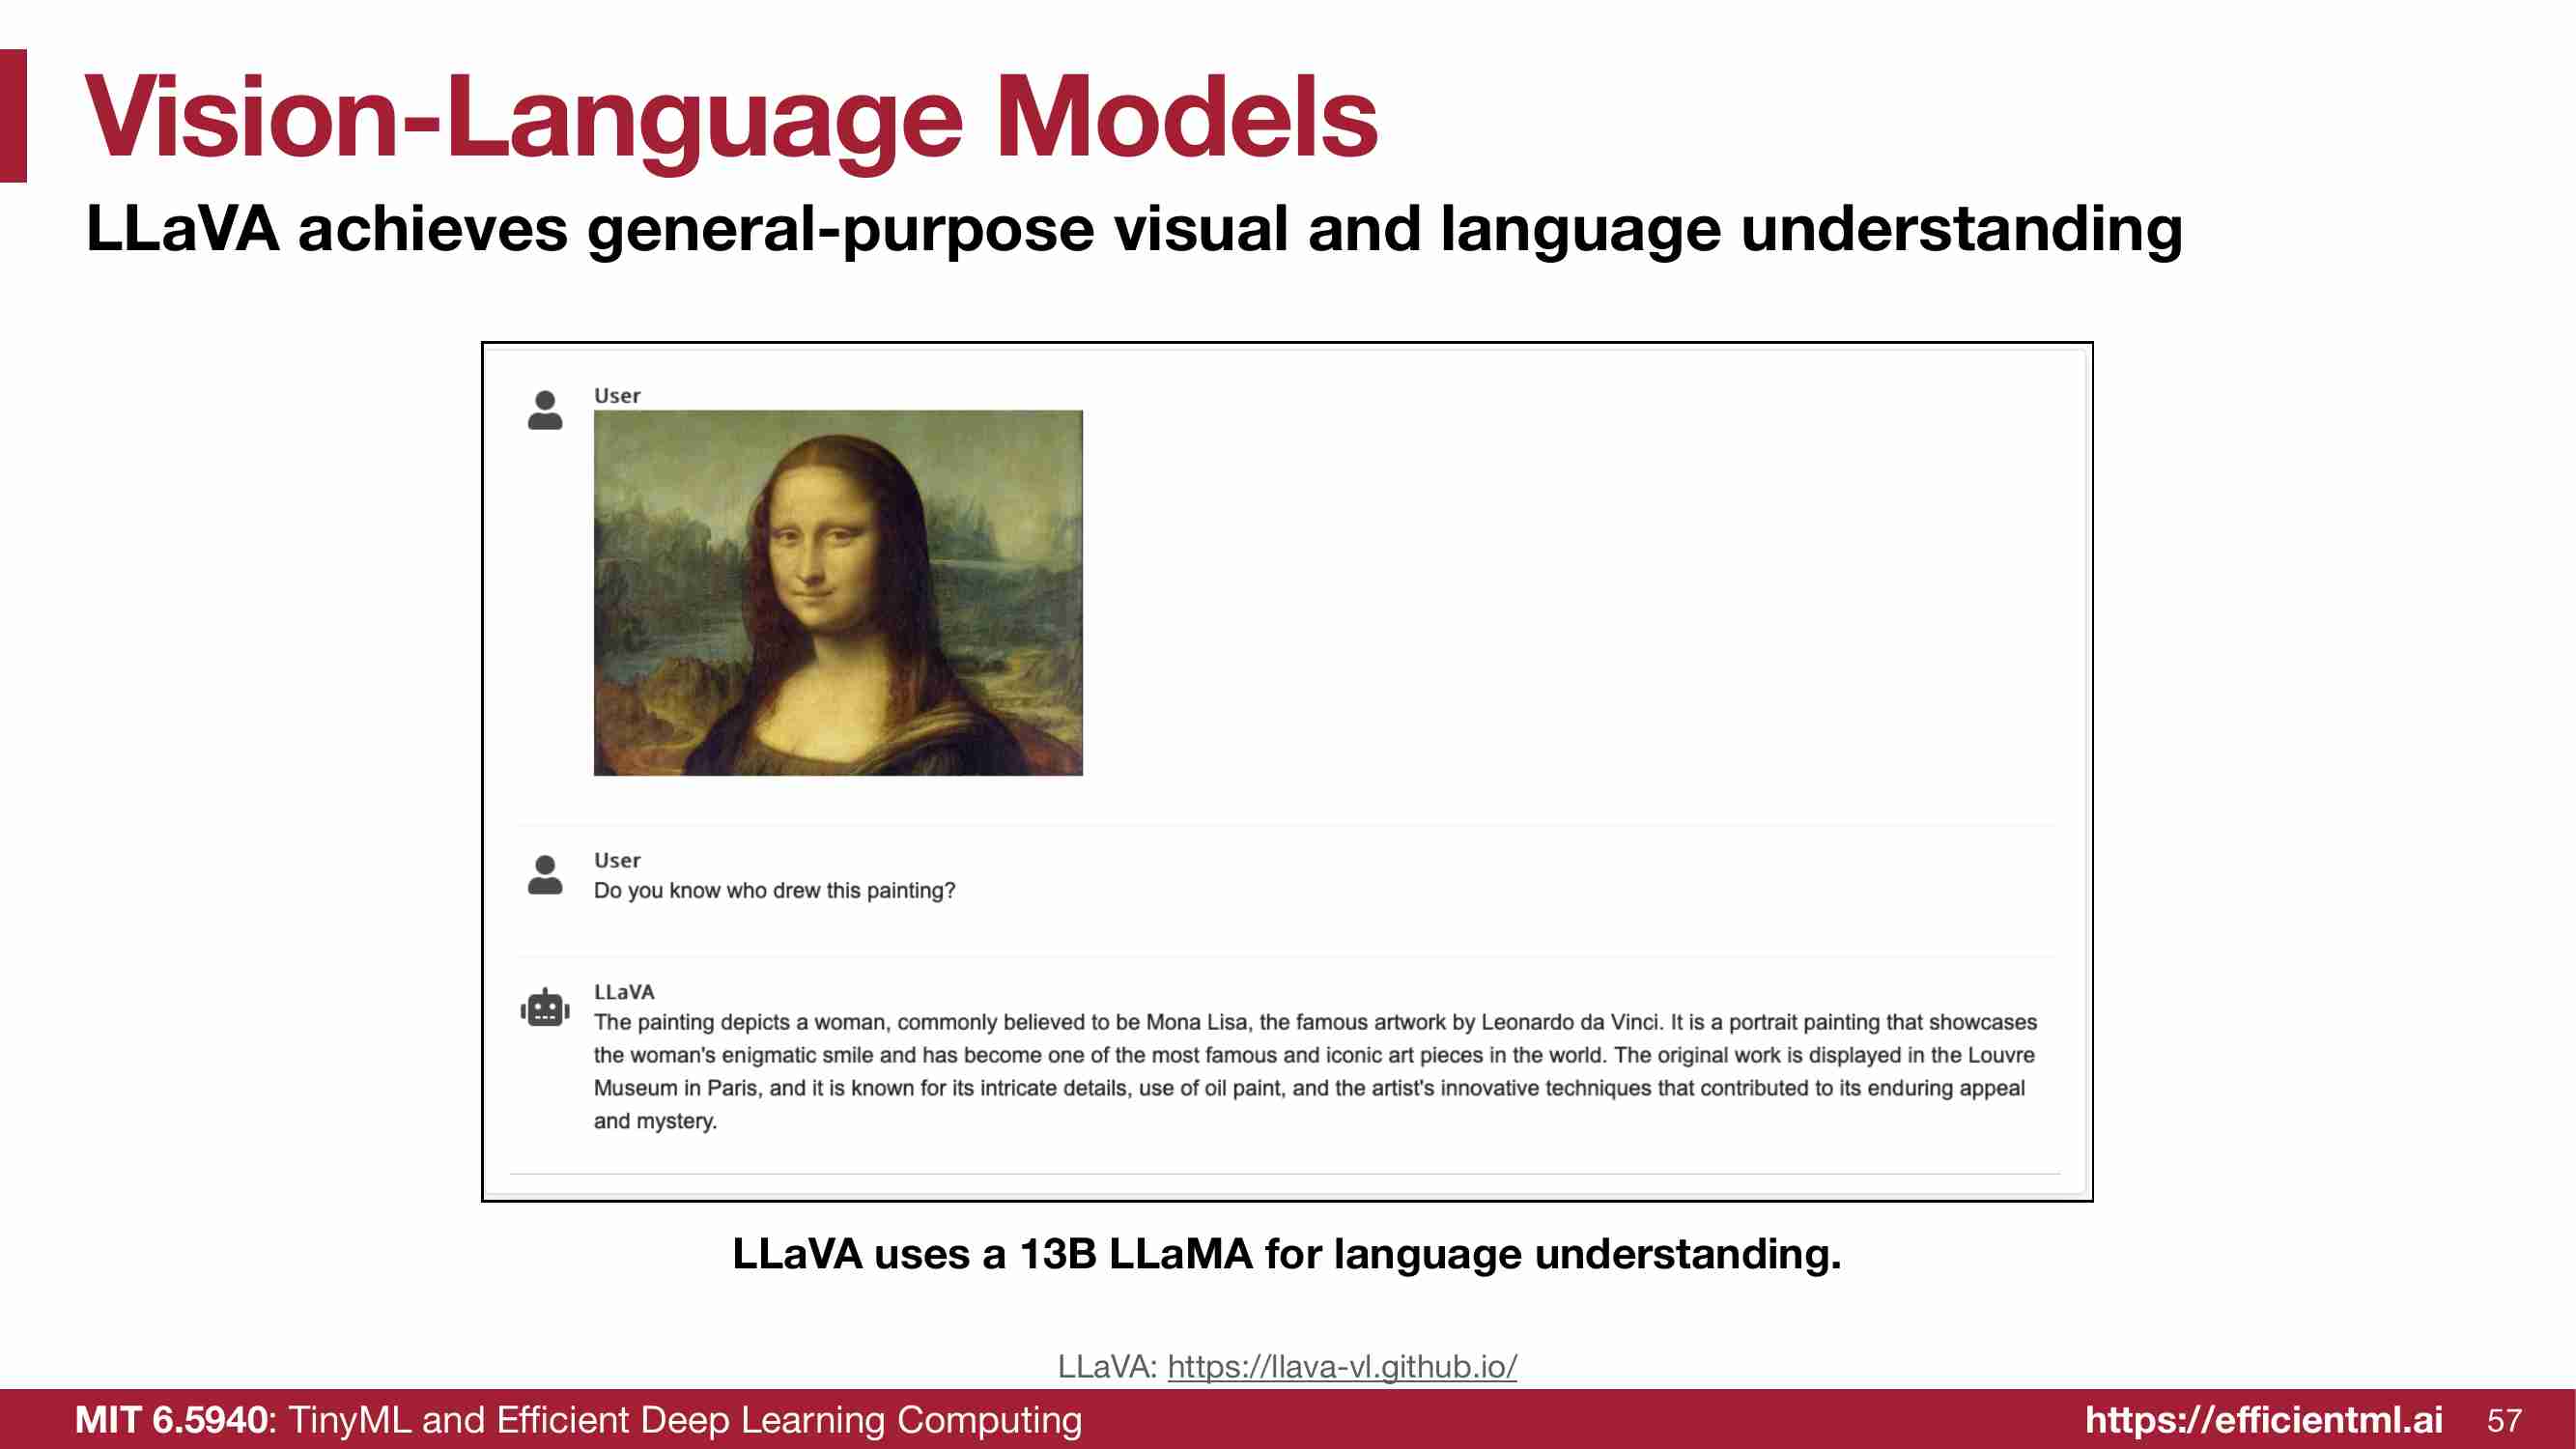 Vision-Language Models
LLaVA achieves general-purpose visual and language understanding
User
User
Do you know who drew this painting?
LLaVA
The painting depicts a woman, commonly believed to be Mona Lisa, the famous artwork by Leonardo da Vinci. It is a portrait painting that showcases
the woman's enigmatic smile and has become one of the most famous and iconic art pieces in the world. The original work is displayed in the Louvre
Museum in Paris, and it is known for its intricate details, use of oil paint, and the artist's innovative techniques that contributed to its enduring appeal
and mystery.
LLaVA uses a 13B LLaMA for language understanding.
LLaVA: https://llava-vl.github.io/
MIT 6.5940: TinyML and Efficient Deep Learning Computing https://efficientml.ai 57